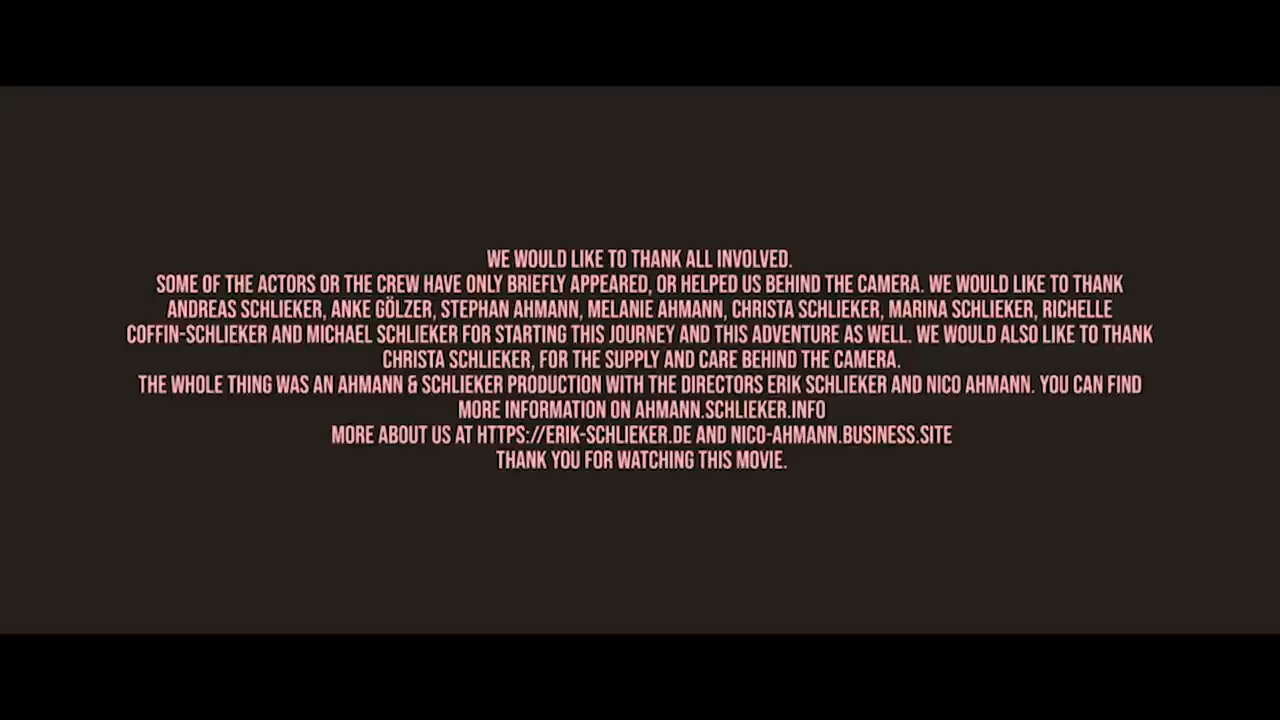 WE WOULD LIKE TO THANK ALL INVOLVED.
SOME OF THE ACTORS OR THE CREW HAVE ONLY BRIEFLY APPEARED, OR HELPED US BEHIND THE CAMERA. WE WOULD LIKE TO THANK
ANDREAS SCHLIEKER, ANKE GÖLZER, STEPHAN AHMANN, MELANIE AHMANN, CHRISTA SCHLIEKER, MARINA SCHLIEKER, RICHELLE
COFFIN-SCHLIEKER AND MICHAEL SCHLIEKER FOR STARTING THIS JOURNEY AND THIS ADVENTURE AS WELL. WE WOULD ALSO LIKE TO THANK
CHRISTA SCHLIEKER, FOR THE SUPPLY AND CARE BEHIND THE CAMERA.
THE WHOLE THING WAS AN AHMANN & SCHLIEKER PRODUCTION WITH THE DIRECTORS ERIK SCHLIEKER AND NICO AHMANN. YOU CAN FIND
MORE INFORMATION ON AHMANN.SCHLIEKER.INFO
MORE ABOUT US AT HTTPS://ERIK-SCHLIEKER.DE AND NICO-AHMANN.BUSINESS.SITE
THANK YOU FOR WATCHING THIS MOVIE.